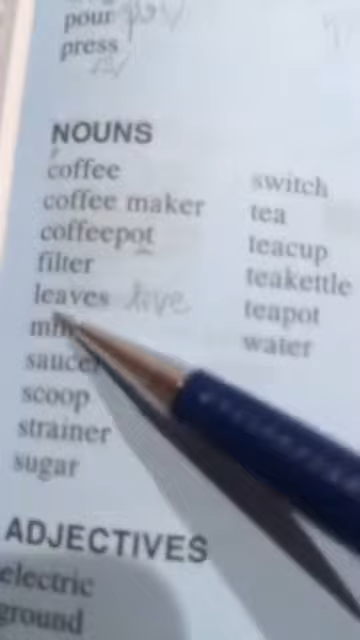 pour
press
NOUNS
coffee
coffee maker
coffeepot
filter
leaves
saucer
scoop
strainer
sugar
switch
tea
teacup
teakettle
teapot
water
ADJECTIVES
electric
ground